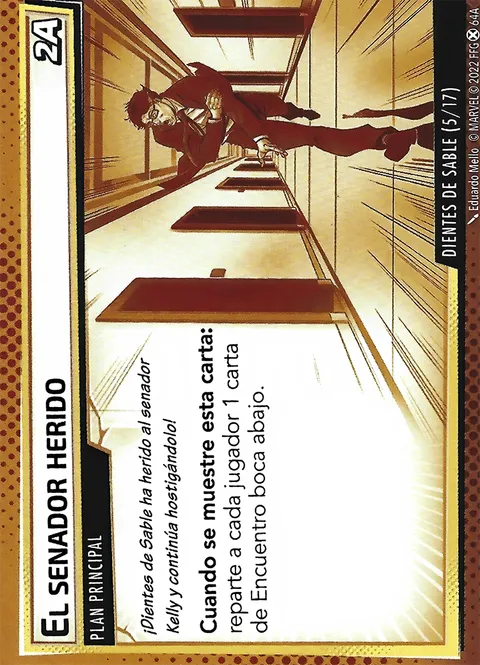 EL SENADOR HERIDO
2A
PLAN PRINCIPAL
¡Dientes de Sable ha herido al senador
Kelly y continúa hostigándolo!
Cuando se muestre esta carta:
reparte a cada jugador 1 carta
de Encuentro boca abajo.
DIENTES DE SABLE (5/17)
Eduardo Mello © MARVEL © 2022 FFG 64A